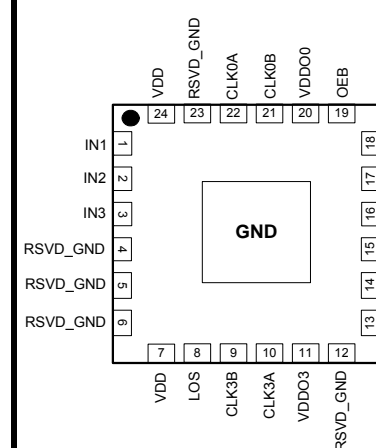 VDD
RSVD_GND
CLK0A
CLK0B
VDDO0
OEB
24
23
22
21
20
19
IN1
1
18
IN2
2
17
IN3
3
16
GND
RSVD_GND
4
15
RSVD_GND
5
14
RSVD_GND
6
13
7
8
9
10
11
12
VDD
LOS
CLK3B
CLK3A
VDDO3
RSVD_GND